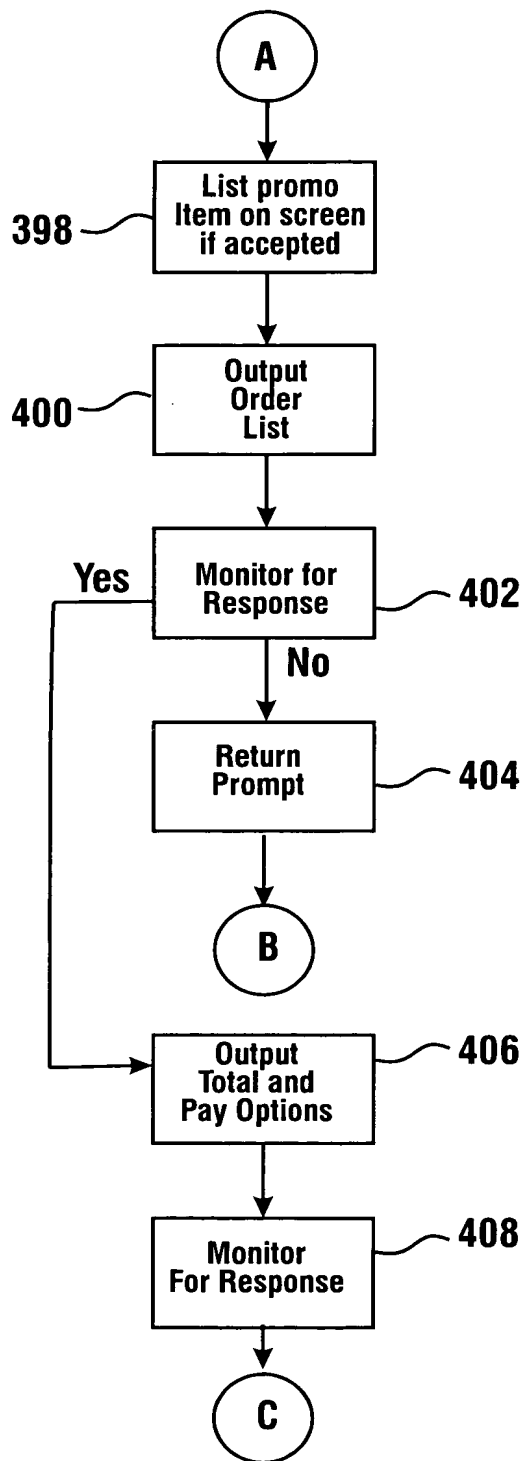 A
List promo
Item on screen
if accepted
398
Output
Order
List
400
Yes
Monitor for
Response
402
No
Return
Prompt
404
B
Output
Total and
Pay Options
406
Monitor
For Response
408
C